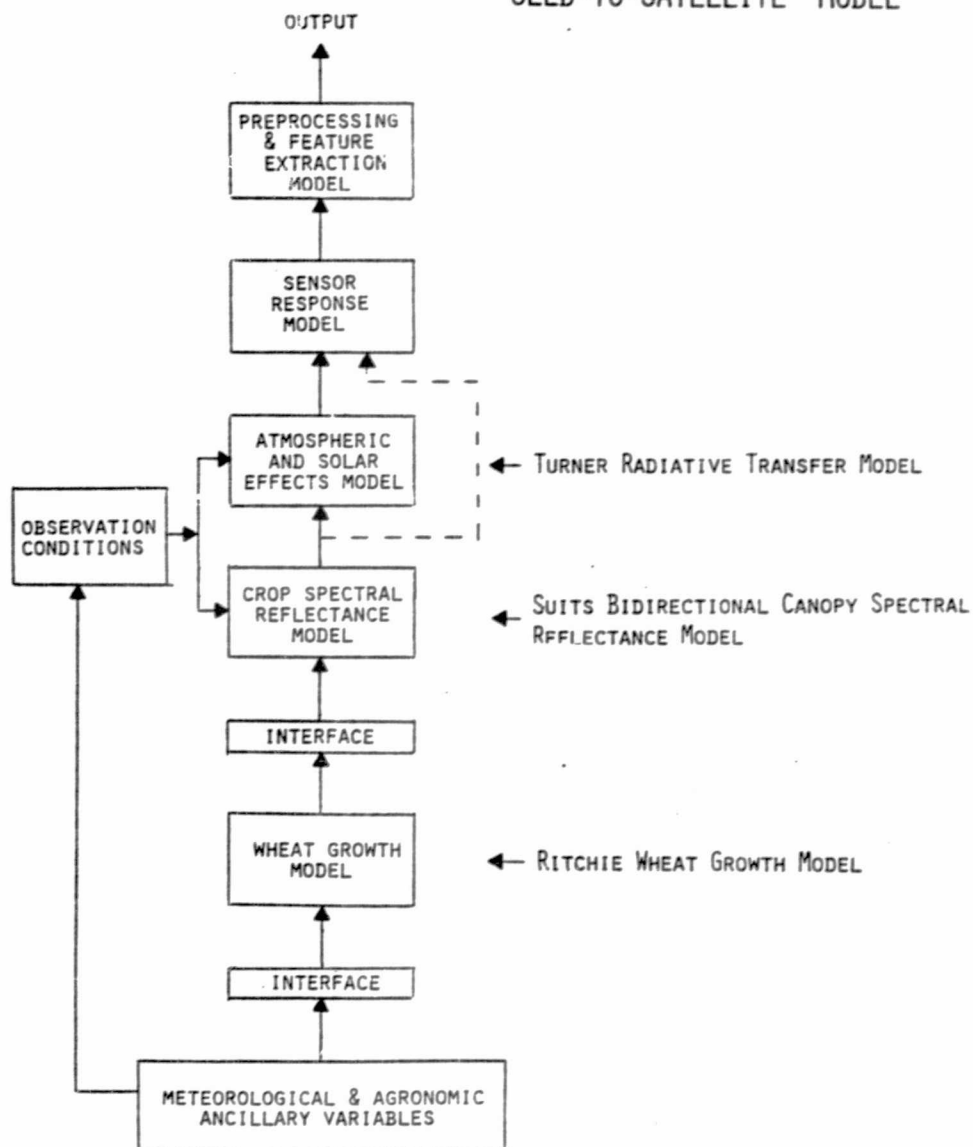 SEED TO SATELLITE MODEL
OUTPUT
PREPROCESSING
& FEATURE
EXTRACTION
MODEL
SENSOR
RESPONSE
MODEL
ATMOSPHERIC
AND SOLAR
EFFECTS MODEL
TURNER RADIATIVE TRANSFER MODEL
OBSERVATION
CONDITIONS
CROP SPECTRAL
REFLECTANCE
MODEL
SUITS BIDIRECTIONAL CANOPY SPECTRAL
REFLECTANCE MODEL
INTERFACE
WHEAT GROWTH
MODEL
RITCHIE WHEAT GROWTH MODEL
INTERFACE
METEOROLOGICAL & AGRONOMIC
ANCILLARY VARIABLES